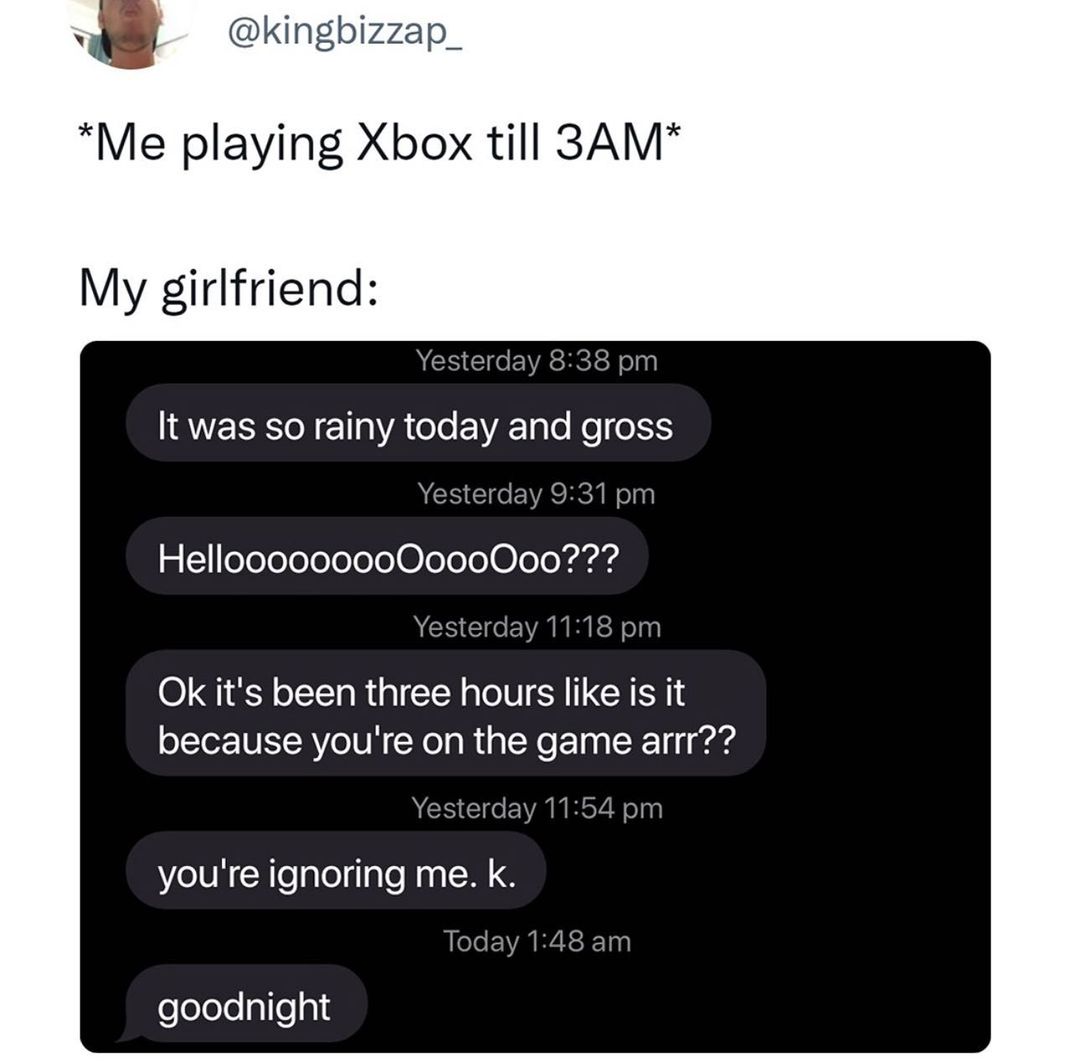 @kingbizzap_
*Me playing Xbox till 3AM*
My girlfriend:
Yesterday 8:38 pm
It was so rainy today and gross
Yesterday 9:31 pm
HelloooooooooOoooOoo???
Yesterday 11:18 pm
Ok it's been three hours like is it
because you're on the game arrr??
Yesterday 11:54 pm
you're ignoring me. k.
Today 1:48 am
goodnight